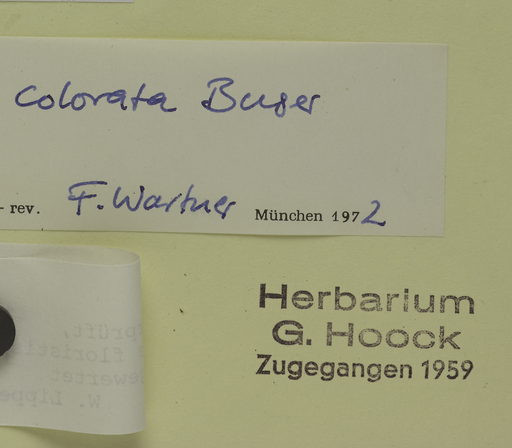 colorata Buser
- rev. F. Wartner München 1972
Herbarium
G. Hoock
Zugegangen 1959